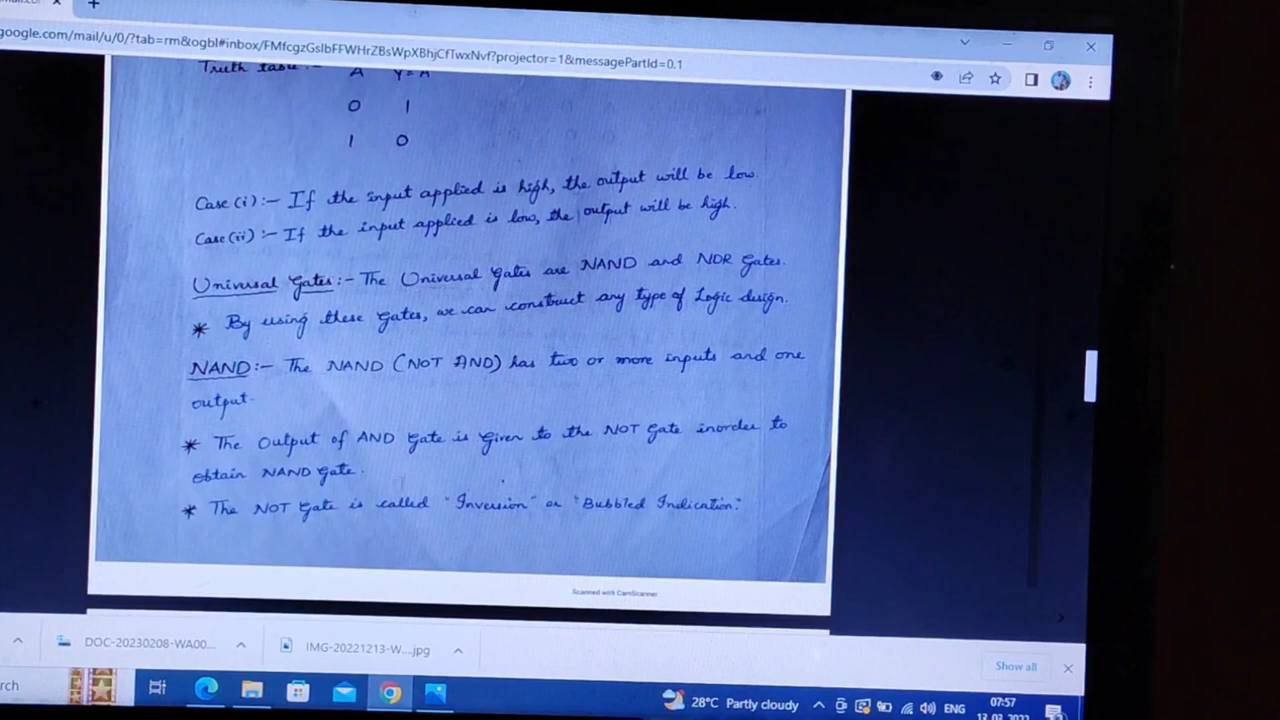 google.com/mail/u/0/?tab=rm&ogbl#inbox/FMfcgzGslbFFWHrZBsWpXBhjCfTwxNvf?projector=1&messagePartId=0.1
Truth table :- A Y = A̅
0 1
1 0
Case (i) :- If the input applied is high, the output will be low.
Case (ii) :- If the input applied is low, the output will be high.
Universal Gates :- The Universal Gates are NAND and NOR Gates.
* By using these Gates, we can construct any type of Logic design.
NAND :- The NAND (NOT AND) has two or more inputs and one
output.
* The Output of AND Gate is Given to the NOT Gate inorder to
obtain NAND Gate.
* The NOT Gate is called "Inversion" or "Bubbled Indication."
Scanned with CamScanner
DOC-20230208-WA00... IMG-20221213-W....jpg Show all
rch 28°C Partly cloudy ENG 07:57